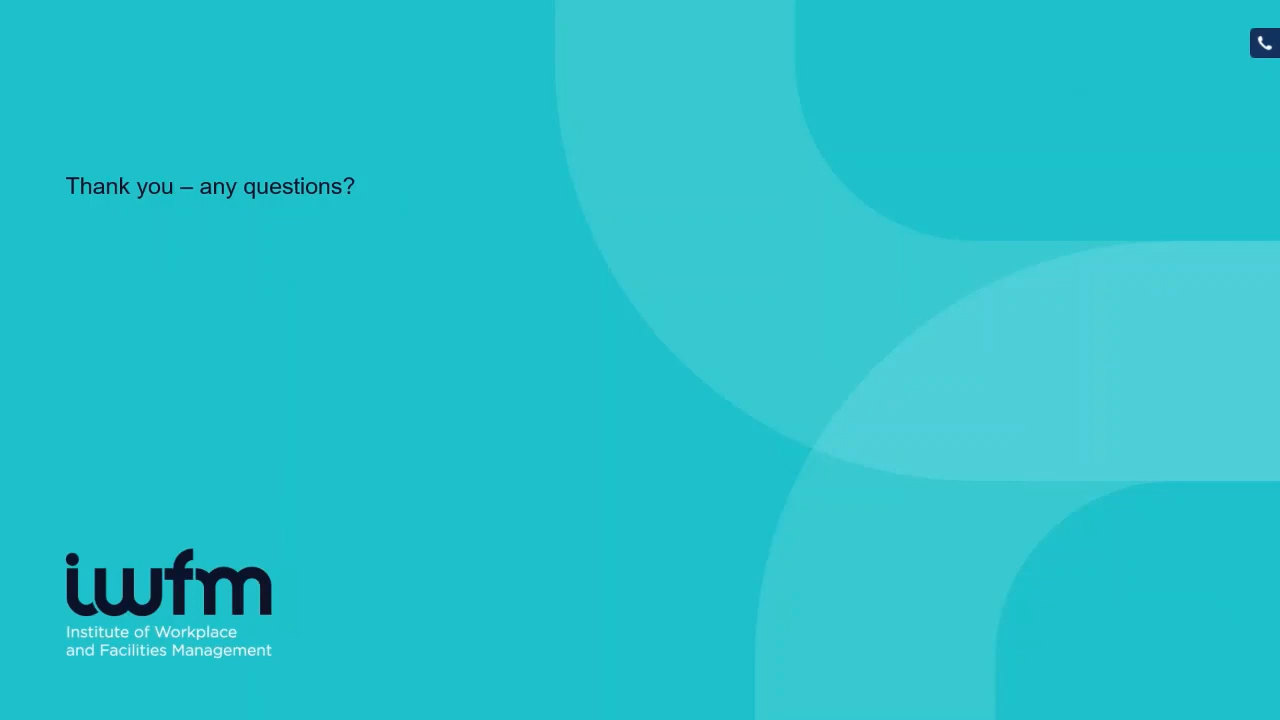 Thank you – any questions?
iwfm
Institute of Workplace
and Facilities Management